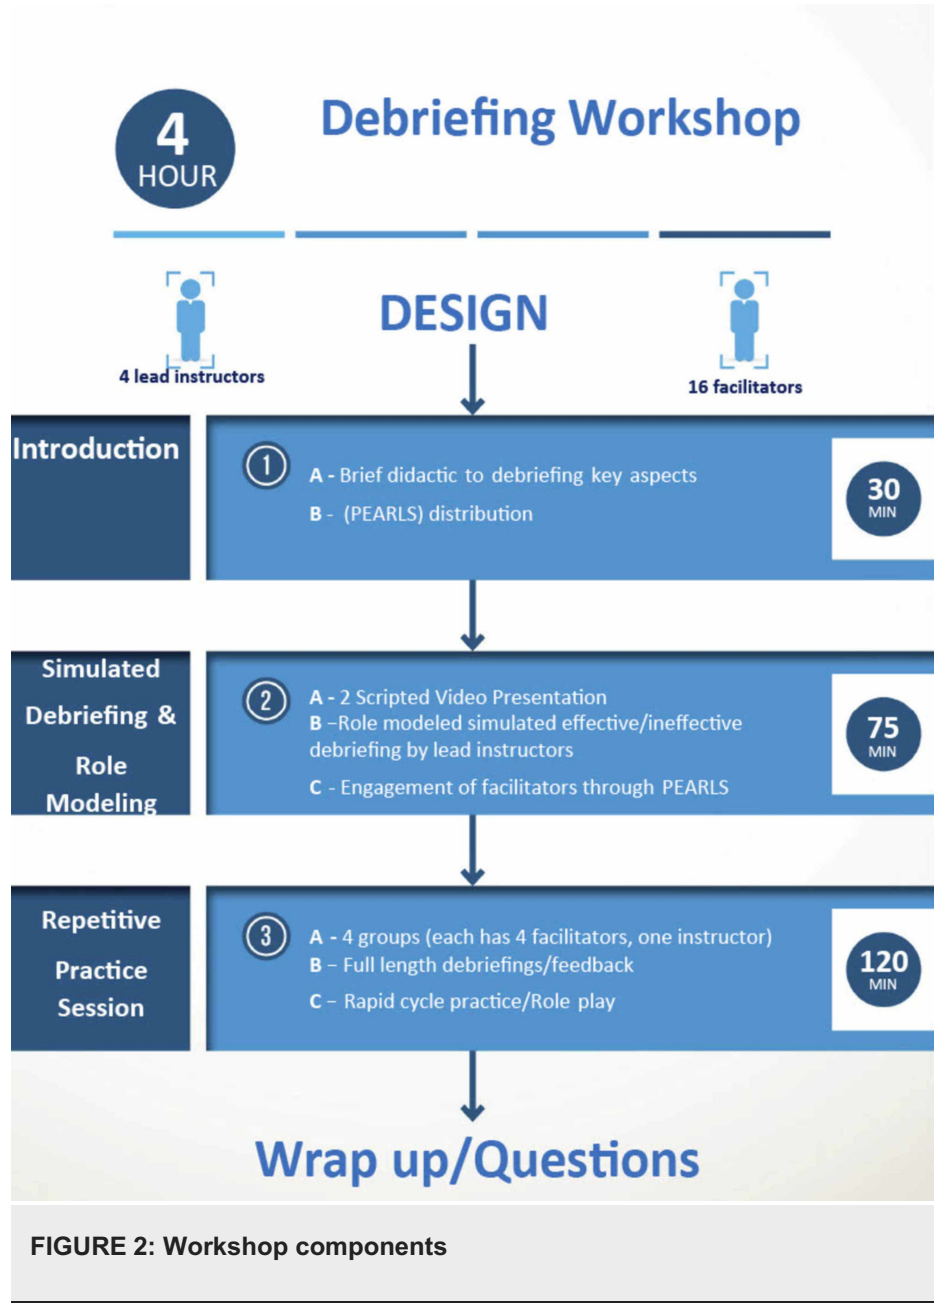 4
HOUR
Debriefing Workshop
DESIGN
4 lead instructors
16 facilitators
Introduction
1
A - Brief didactic to debriefing key aspects
B - (PEARLS) distribution
30
MIN
Simulated
Debriefing &
Role
Modeling
2
A - 2 Scripted Video Presentation
B –Role modeled simulated effective/ineffective
debriefing by lead instructors
C - Engagement of facilitators through PEARLS
75
MIN
Repetitive
Practice
Session
3
A - 4 groups (each has 4 facilitators, one instructor)
B – Full length debriefings/feedback
C – Rapid cycle practice/Role play
120
MIN
Wrap up/Questions
FIGURE 2: Workshop components